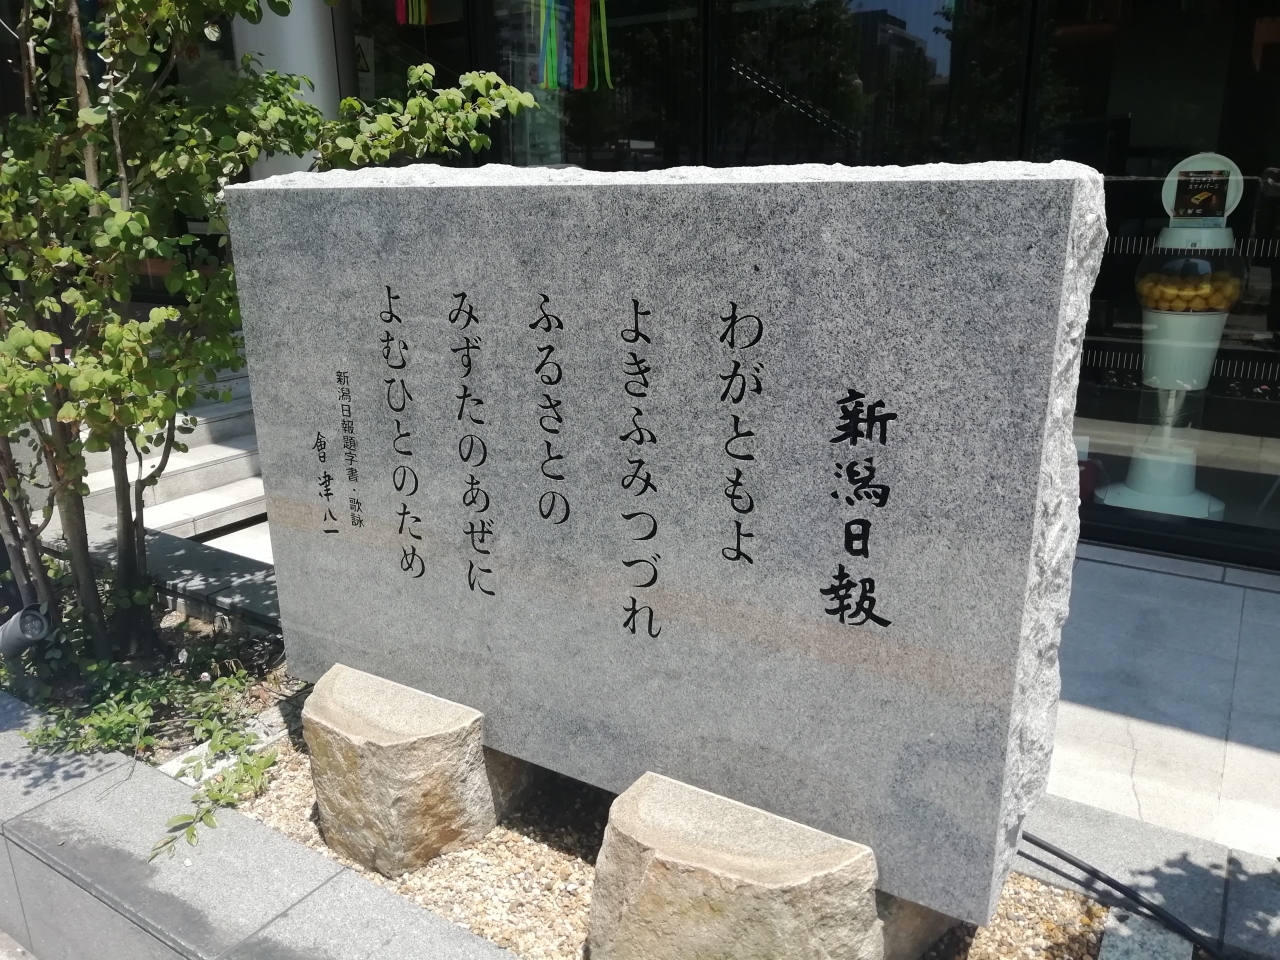 新潟日報
わがともよ
よきふみつづれ
ふるさとの
みずたのあぜに
よむひとのため
新潟日報題字書・歌詠
會津八一